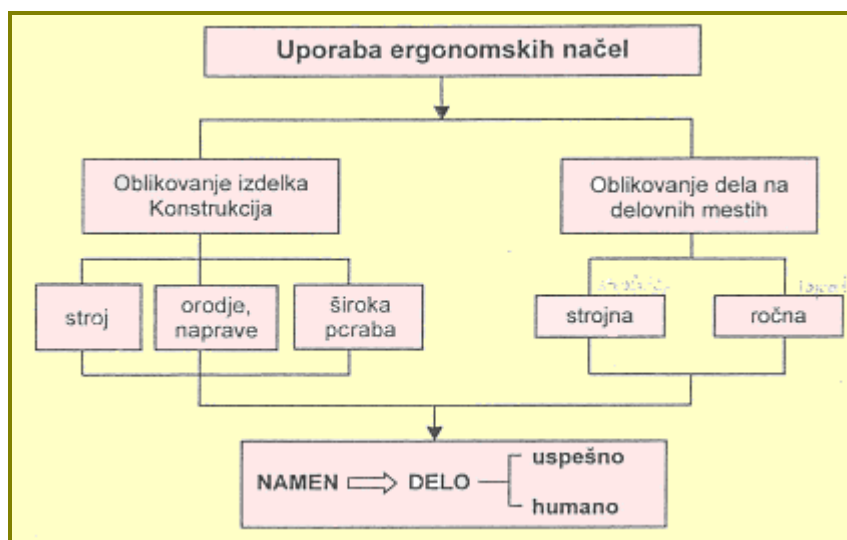 Uporaba ergonomskih načel
Oblikovanje izdelka
Konstrukcija
Oblikovanje dela na
delovnih mestih
stroj
orodje,
naprave
široka
pcraba
strojna
ročna
NAMEN ⇒ DELO
uspešno
humano